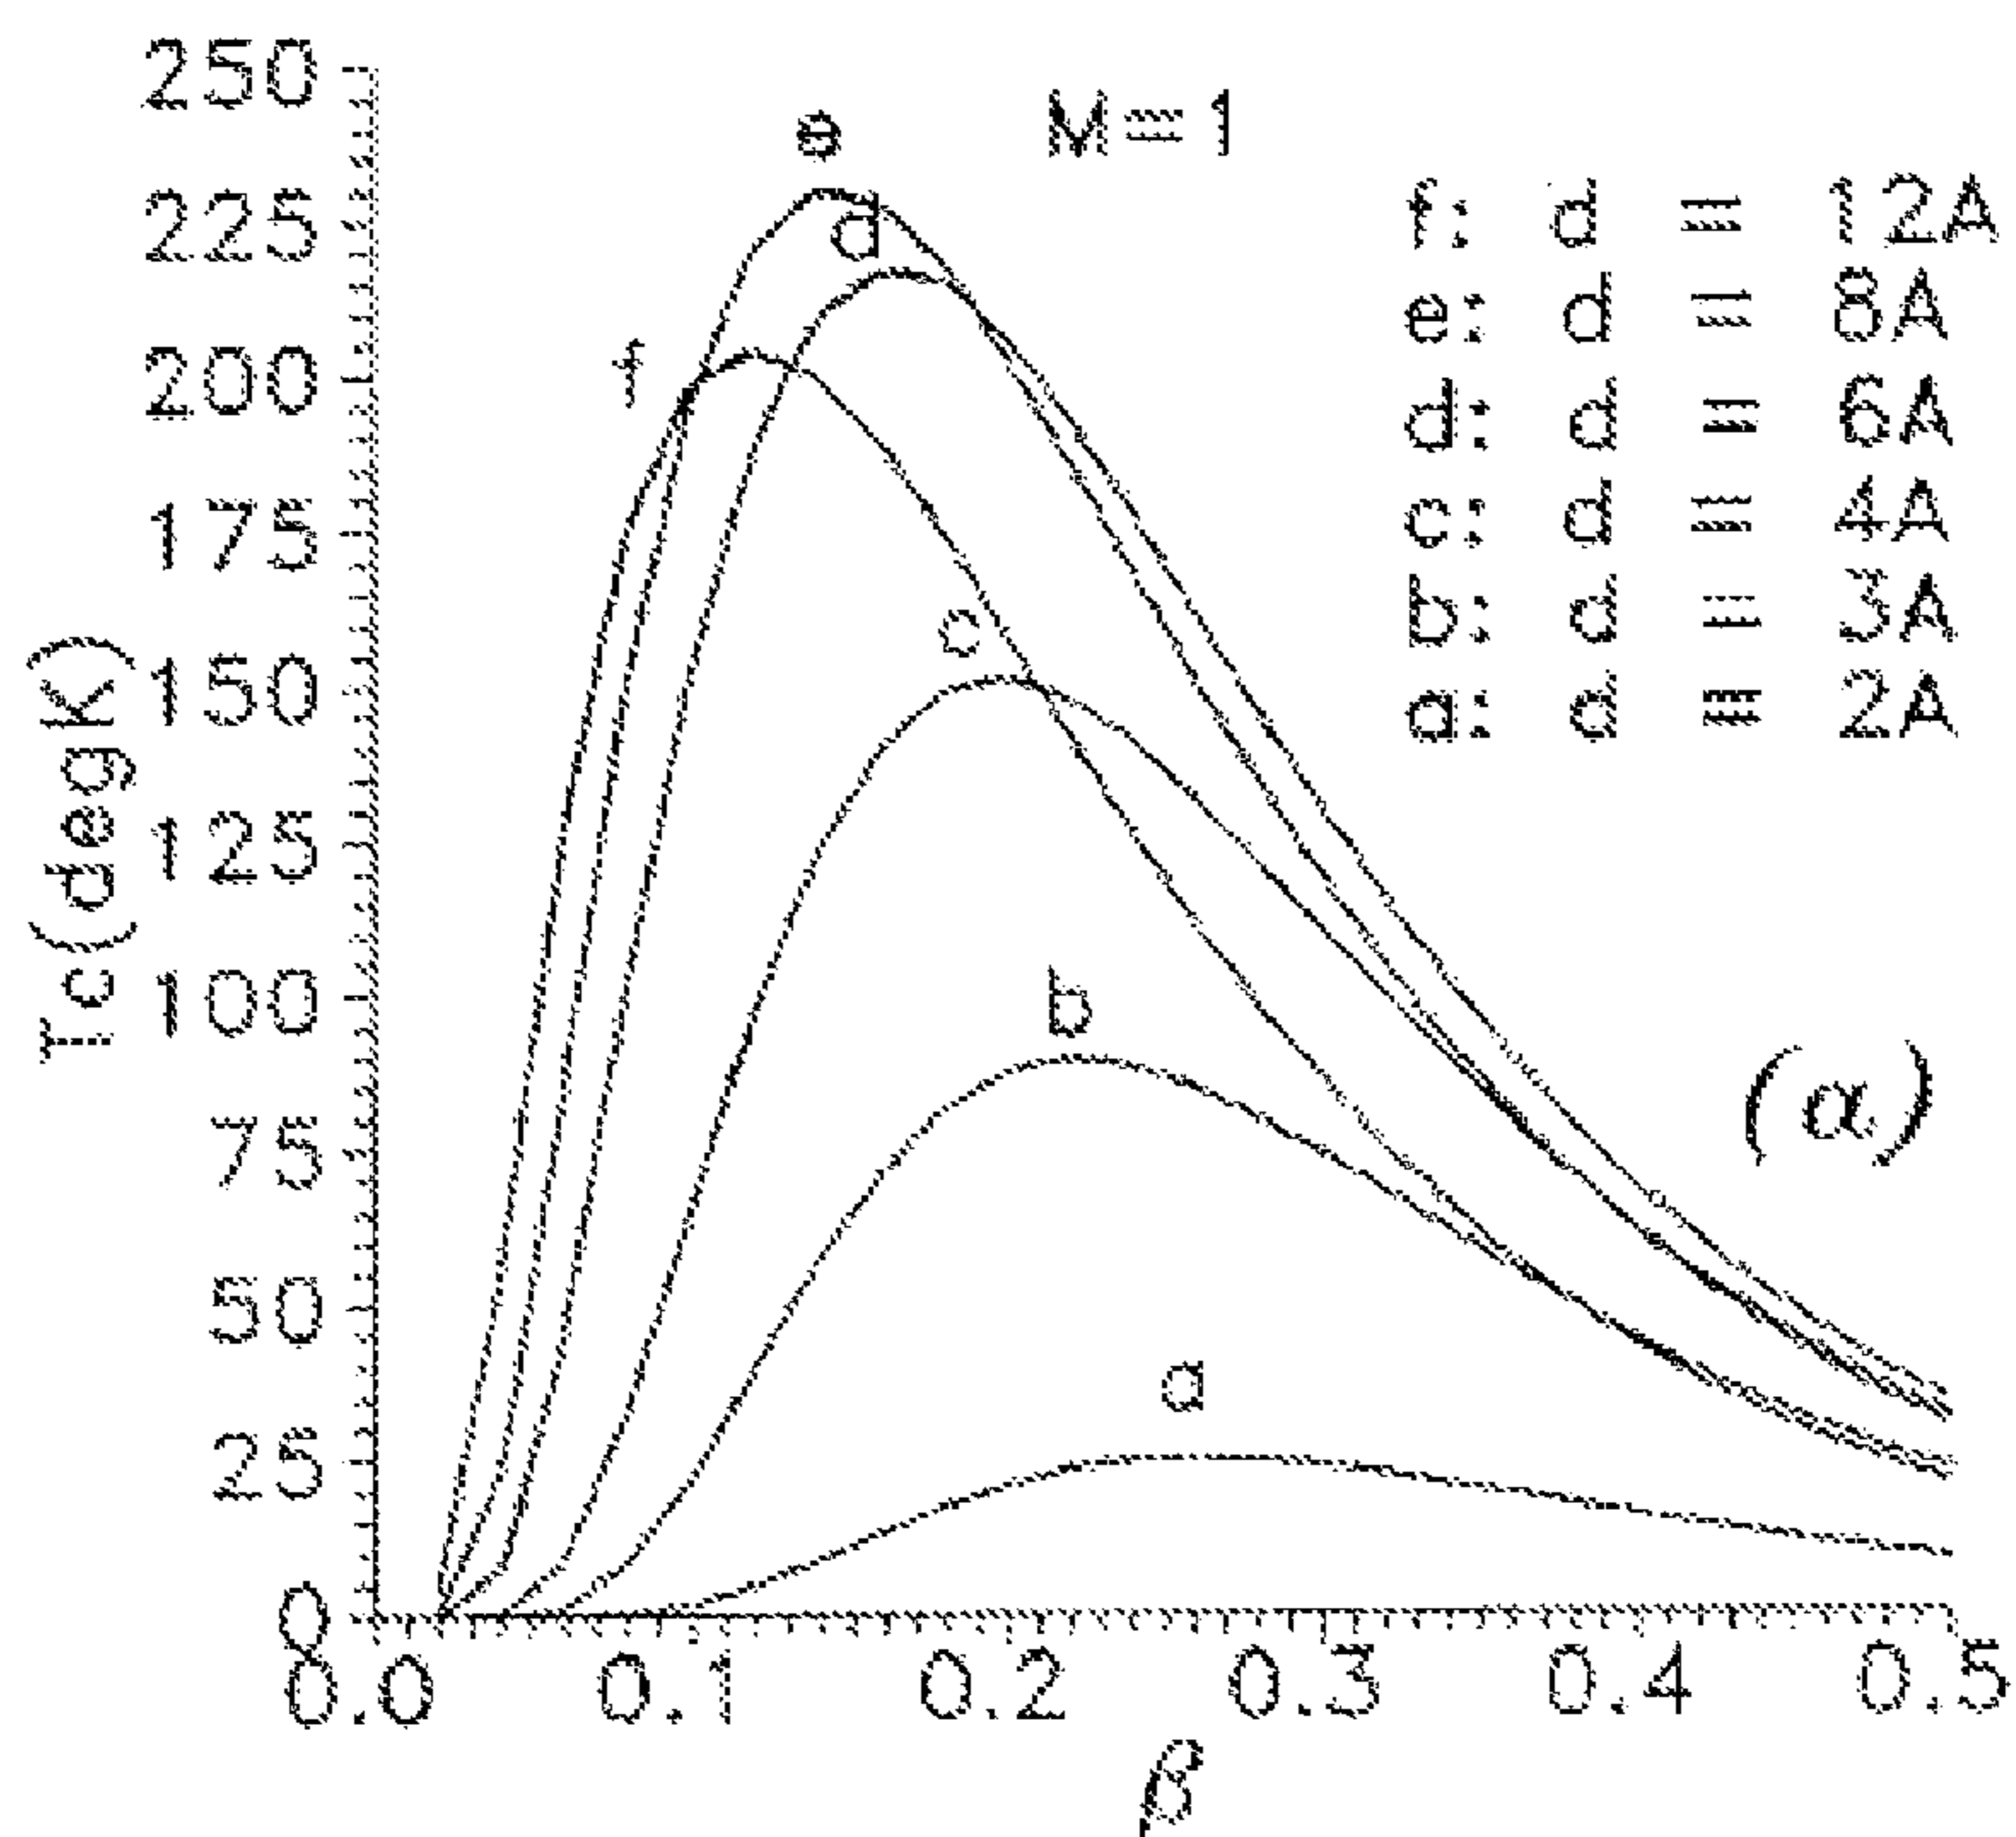 250
225
200
175
150
125
100
75
50
25
0
Tc(degK)
0.0 0.1 0.2 0.3 0.4 0.5
β
M=1
e
d
f
c
b
a
f: d = 12A
e: d = 8A
d: d = 6A
c: d = 4A
b: d = 3A
a: d = 2A
(α)